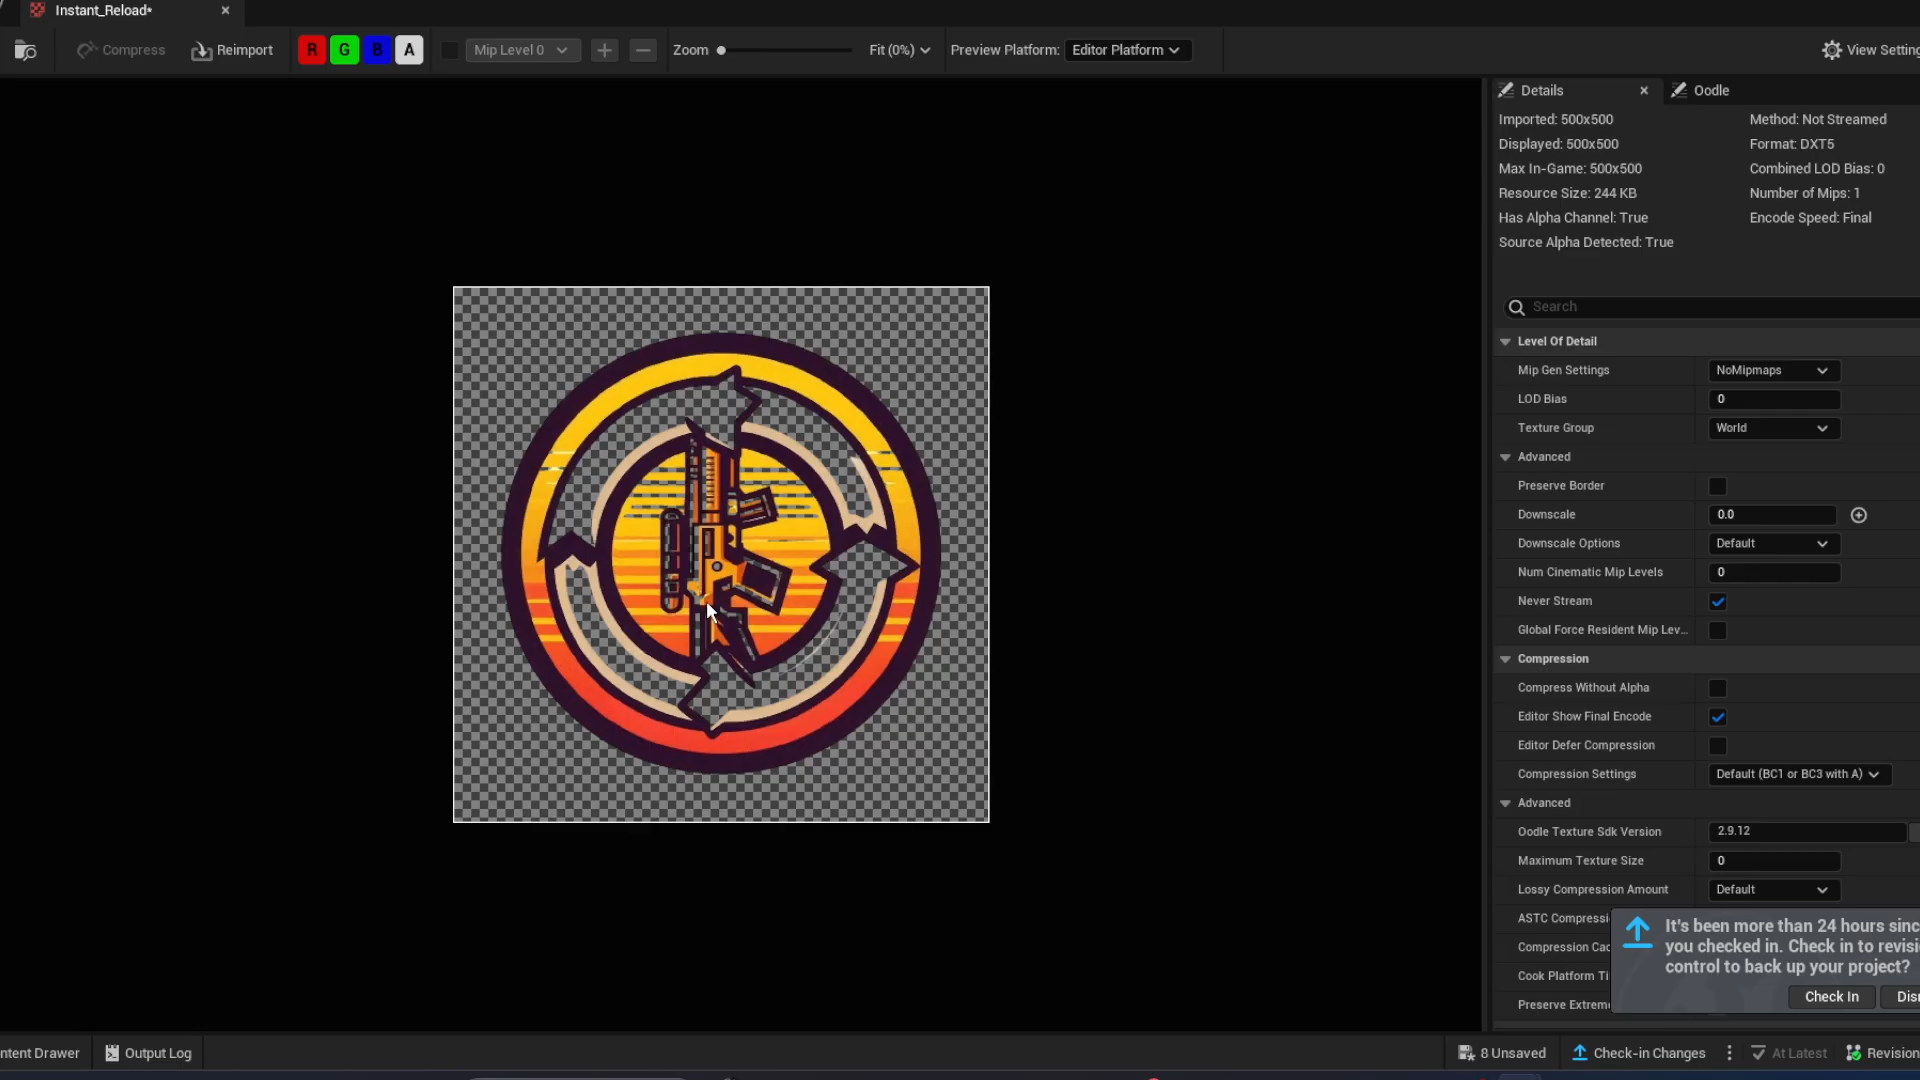 Instant_Reload*
Compress
Reimport
R
G
B
A
Mip Level 0
Zoom
Fit (0%)
Preview Platform:
Editor Platform
View Setting
Details
Oodle
Imported: 500x500
Method: Not Streamed
Displayed: 500x500
Format: DXT5
Max In-Game: 500x500
Combined LOD Bias: 0
Resource Size: 244 KB
Number of Mips: 1
Has Alpha Channel: True
Encode Speed: Final
Source Alpha Detected: True
Search
Level Of Detail
Mip Gen Settings
NoMipmaps
LOD Bias
0
Texture Group
World
Advanced
Preserve Border
Downscale
0.0
Downscale Options
Default
Num Cinematic Mip Levels
0
Never Stream
Global Force Resident Mip Lev...
Compression
Compress Without Alpha
Editor Show Final Encode
Editor Defer Compression
Compression Settings
Default (BC1 or BC3 with A)
Advanced
Oodle Texture Sdk Version
2.9.12
Maximum Texture Size
0
Lossy Compression Amount
Default
ASTC Compressi
Compression Cac
Cook Platform Ti
Preserve Extreme
It's been more than 24 hours sinc
you checked in. Check in to revisi
control to back up your project?
Check In
Disr
ntent Drawer
Output Log
8 Unsaved
Check-in Changes
At Latest
Revision